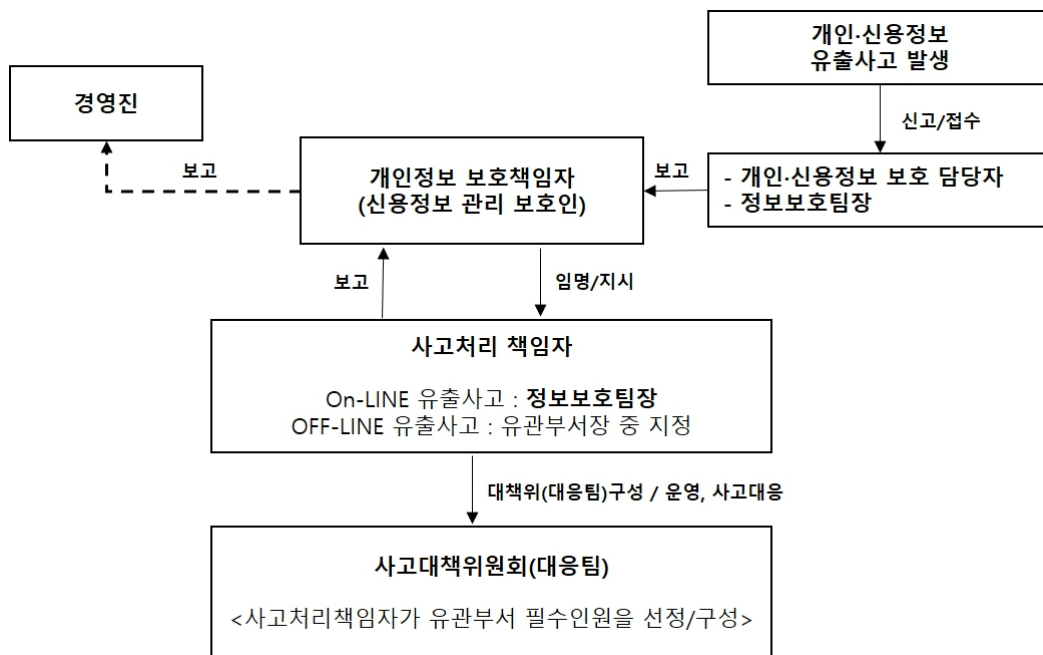 개인·신용정보
유출사고 발생
경영진
신고/접수
보고
개인정보 보호책임자
(신용정보 관리 보호인)
보고
- 개인·신용정보 보호 담당자
- 정보보호팀장
보고
임명/지시
사고처리 책임자
On-LINE 유출사고 : 정보보호팀장
OFF-LINE 유출사고 : 유관부서장 중 지정
대책위(대응팀)구성 / 운영, 사고대응
사고대책위원회(대응팀)
<사고처리책임자가 유관부서 필수인원을 선정/구성>